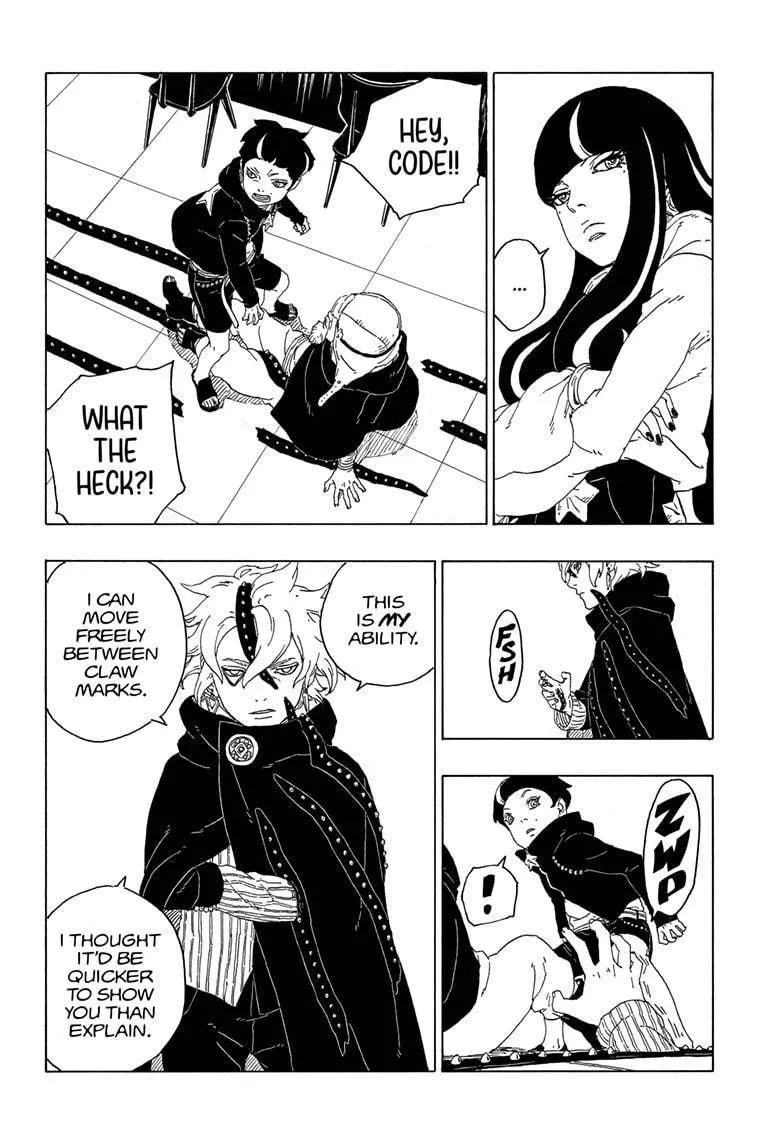 HEY,
CODE!!
WHAT
THE
HECK?!
...
I CAN
MOVE
FREELY
BETWEEN
CLAW
MARKS.
THIS
IS MY
ABILITY.
I THOUGHT
IT'D BE
QUICKER
TO SHOW
YOU THAN
EXPLAIN.
FSH
ZWP
!